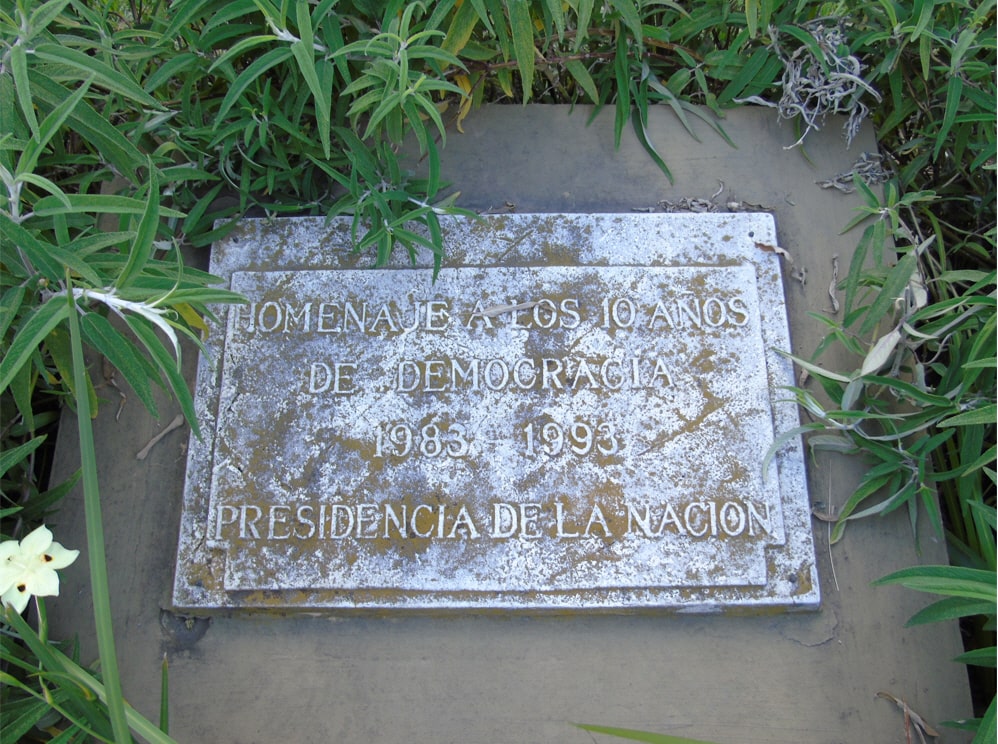 HOMENAJE A LOS 10 AÑOS
DE DEMOCRACIA
1983 - 1993
PRESIDENCIA DE LA NACION